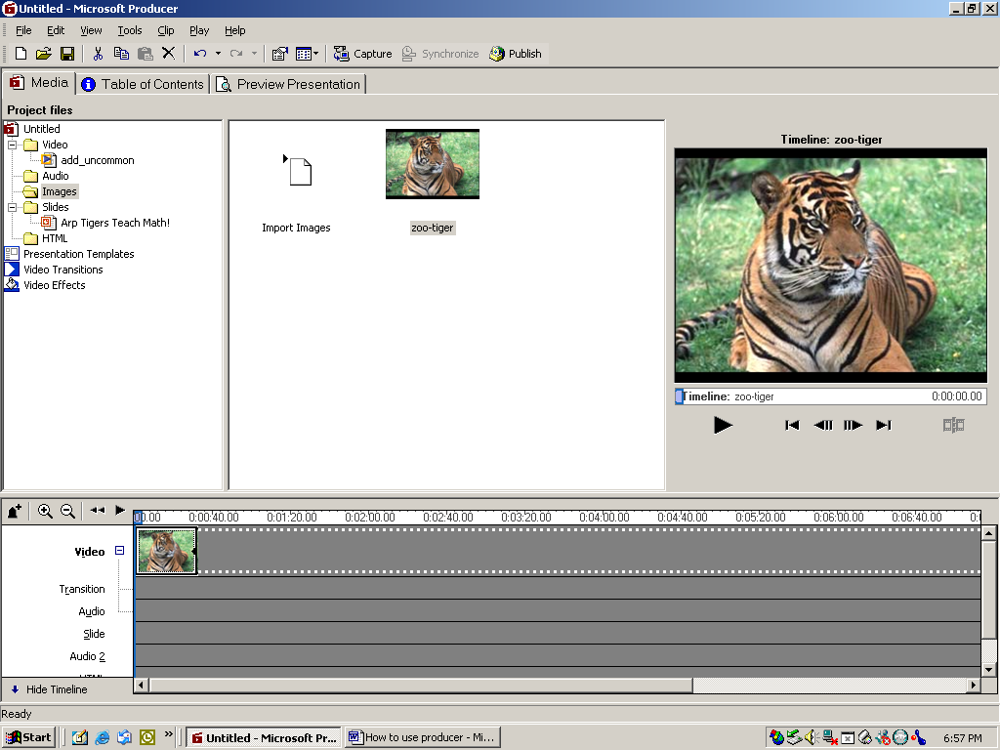 Untitled - Microsoft Producer
File Edit View Tools Clip Play Help
Capture Synchronize Publish
Media Table of Contents Preview Presentation
Project files
Untitled
Video
add_uncommon
Audio
Images
Slides
Arp Tigers Teach Math!
HTML
Presentation Templates
Video Transitions
Video Effects
Import Images
zoo-tiger
Timeline: zoo-tiger
Timeline: zoo-tiger 0:00:00.00
00.00 0:00:40.00 0:01:20.00 0:02:00.00 0:02:40.00 0:03:20.00 0:04:00.00 0:04:40.00 0:05:20.00 0:06:00.00 0:06:40.00 0:
Video
Transition
Audio
Slide
Audio 2
Hide Timeline
Ready
Start » Untitled - Microsoft Pr... How to use producer - Mi... 6:57 PM